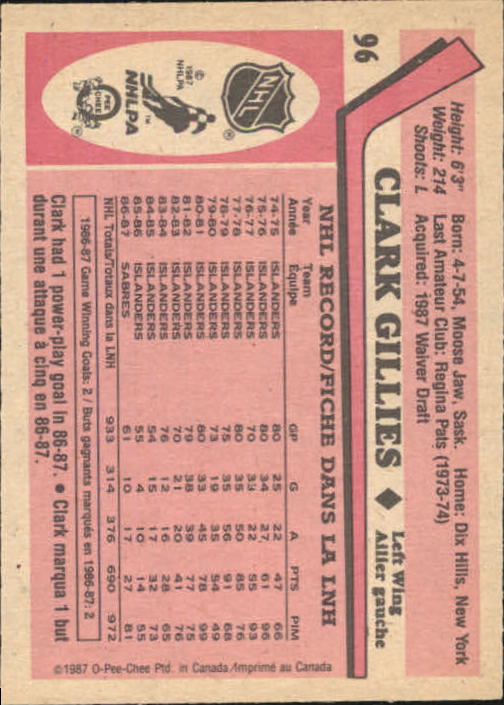 96
Height: 6'3" Born: 4-7-54, Moose Jaw, Sask. Home: Dix Hills, New York
Weight: 214 Last Amateur Club: Regina Pats (1973-74)
Shoots: L Acquired: 1987 Waiver Draft
CLARK GILLIES ◆ Left Wing
Ailier gauche
NHL
®
© 1987 NHLPA
NHLPA
TM
O PEE CHEE
NHL RECORD/FICHE DANS LA LNH
Year Team GP G A PTS PIM
Année Équipe
74-75 ISLANDERS 80 25 22 47 66
75-76 ISLANDERS 80 34 27 61 96
76-77 ISLANDERS 70 33 22 55 93
77-78 ISLANDERS 80 35 50 85 76
78-79 ISLANDERS 75 35 56 91 68
79-80 ISLANDERS 73 19 35 54 49
80-81 ISLANDERS 80 33 45 78 99
81-82 ISLANDERS 79 38 39 77 75
82-83 ISLANDERS 70 21 20 41 76
83-84 ISLANDERS 76 12 16 28 65
84-85 ISLANDERS 54 15 17 32 73
85-86 ISLANDERS 55 4 10 14 55
86-87 SABRES 61 10 17 27 81
NHL Totals/Totaux dans la LNH 933 314 376 690 972
1986-87 Game Winning Goals: 2 / Buts gagnants marqués en 1986-87: 2
Clark had 1 power-play goal in 86-87. ● Clark marqua 1 but
durant une attaque à cinq en 86-87.
©1987 O-Pee-Chee Ptd. in Canada/Imprimé au Canada